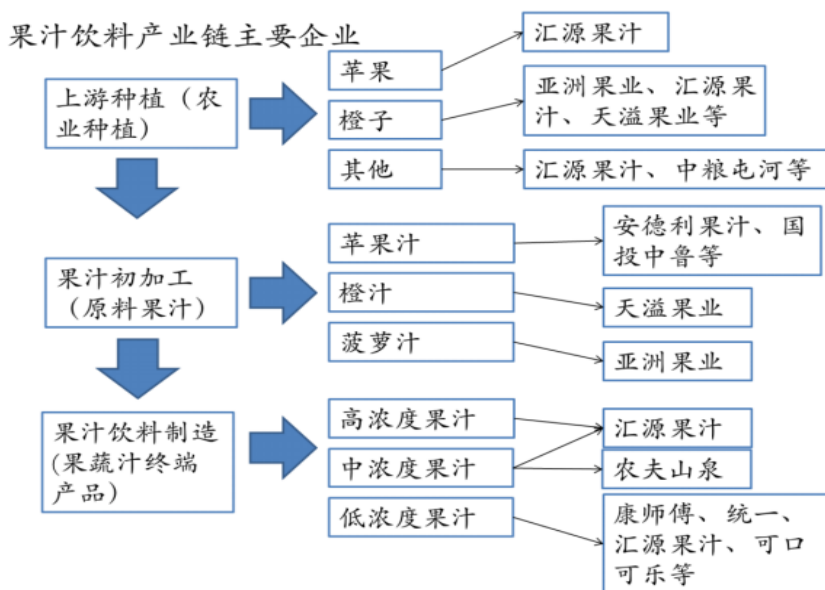 果汁饮料产业链主要企业
上游种植（农
业种植）
苹果
汇源果汁
橙子
亚洲果业、汇源果
汁、天溢果业等
其他
汇源果汁、中粮屯河等
果汁初加工
（原料果汁）
苹果汁
安德利果汁、国
投中鲁等
橙汁
天溢果业
菠萝汁
亚洲果业
果汁饮料制造
(果蔬汁终端
产品)
高浓度果汁
汇源果汁
中浓度果汁
农夫山泉
低浓度果汁
康师傅、统一、
汇源果汁、可口
可乐等